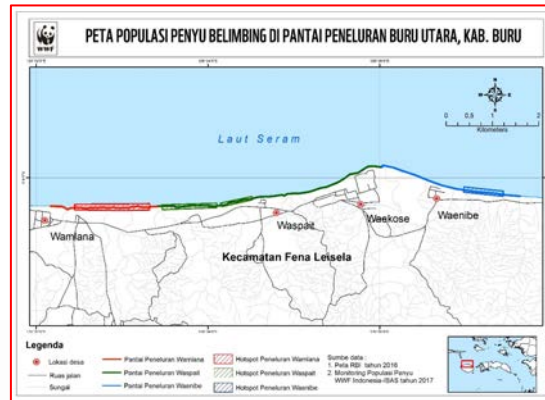 WWF
PETA POPULASI PENYU BELIMBING DI PANTAI PENELURAN BURU UTARA, KAB. BURU
Laut Seram
0 0,5 1 2
Kilometers
Wamlana
Waspait
Waekose
Waenibe
Kecamatan Fena Leisela
Legenda
Lokasi desa
Ruas jalan
Sungai
Pantai Peneluran Wamlana
Pantai Peneluran Waspait
Pantai Peneluran Waenibe
Hotspot Peneluran Wamlana
Hotspot Peneluran Waspait
Hotspot Peneluran Waenibe
Sumbe data :
1. Peta RBI tahun 2016
2. Monitoring Populasi Penyu
WWF Indonesia-ISAS tahun 2017